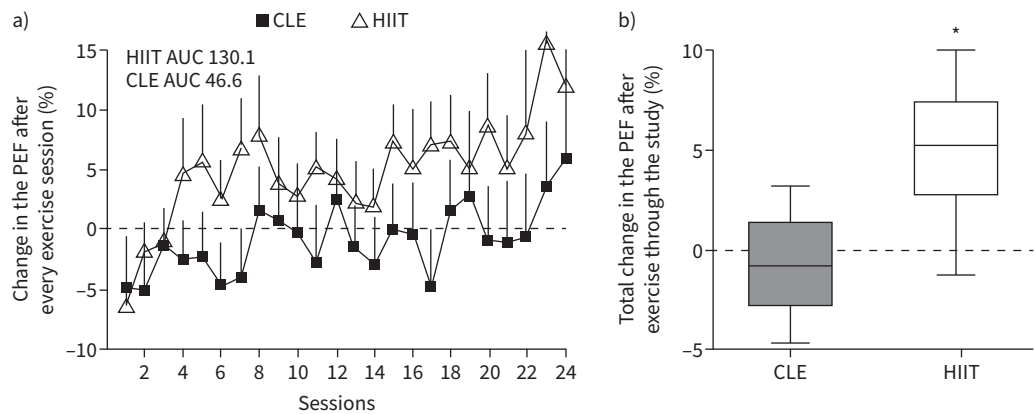 a)
CLE HIIT
HIIT AUC 130.1
CLE AUC 46.6
Change in the PEF after
every exercise session (%)
15
10
5
0
–5
–10
2 4 6 8 10 12 14 16 18 20 22 24
Sessions
b)
*
Total change in the PEF after
exercise through the study (%)
10
5
0
–5
CLE HIIT